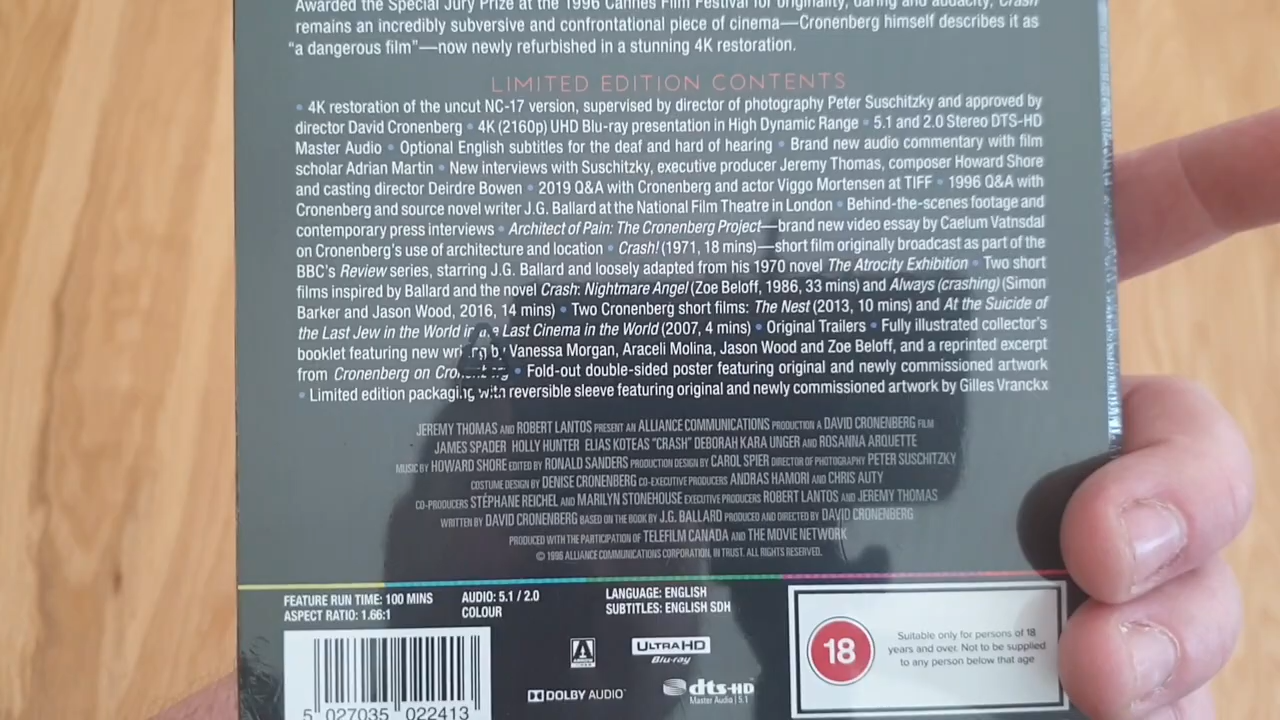 Awarded the Special Jury Prize at the 1996 Cannes Film Festival for originality, daring and audacity, Crash
remains an incredibly subversive and confrontational piece of cinema—Cronenberg himself describes it as
“a dangerous film”—now newly refurbished in a stunning 4K restoration.
LIMITED EDITION CONTENTS
• 4K restoration of the uncut NC-17 version, supervised by director of photography Peter Suschitzky and approved by
director David Cronenberg • 4K (2160p) UHD Blu-ray presentation in High Dynamic Range • 5.1 and 2.0 Stereo DTS-HD
Master Audio • Optional English subtitles for the deaf and hard of hearing • Brand new audio commentary with film
scholar Adrian Martin • New interviews with Suschitzky, executive producer Jeremy Thomas, composer Howard Shore
and casting director Deirdre Bowen • 2019 Q&A with Cronenberg and actor Viggo Mortensen at TIFF • 1996 Q&A with
Cronenberg and source novel writer J.G. Ballard at the National Film Theatre in London • Behind-the-scenes footage and
contemporary press interviews • Architect of Pain: The Cronenberg Project—brand new video essay by Caelum Vatnsdal
on Cronenberg's use of architecture and location • Crash! (1971, 18 mins)—short film originally broadcast as part of the
BBC's Review series, starring J.G. Ballard and loosely adapted from his 1970 novel The Atrocity Exhibition • Two short
films inspired by Ballard and the novel Crash: Nightmare Angel (Zoe Beloff, 1986, 33 mins) and Always (crashing) (Simon
Barker and Jason Wood, 2016, 14 mins) • Two Cronenberg short films: The Nest (2013, 10 mins) and At the Suicide of
the Last Jew in the World in the Last Cinema in the World (2007, 4 mins) • Original Trailers • Fully illustrated collector's
booklet featuring new writing by Vanessa Morgan, Araceli Molina, Jason Wood and Zoe Beloff, and a reprinted excerpt
from Cronenberg on Cronenberg • Fold-out double-sided poster featuring original and newly commissioned artwork
• Limited edition packaging with reversible sleeve featuring original and newly commissioned artwork by Gilles Vranckx
JEREMY THOMAS AND ROBERT LANTOS PRESENT AN ALLIANCE COMMUNICATIONS PRODUCTION A DAVID CRONENBERG FILM
JAMES SPADER HOLLY HUNTER ELIAS KOTEAS "CRASH" DEBORAH KARA UNGER AND ROSANNA ARQUETTE
MUSIC BY HOWARD SHORE EDITED BY RONALD SANDERS PRODUCTION DESIGN BY CAROL SPIER DIRECTOR OF PHOTOGRAPHY PETER SUSCHITZKY
COSTUME DESIGN BY DENISE CRONENBERG CO-EXECUTIVE PRODUCERS ANDRAS HAMORI AND CHRIS AUTY
CO-PRODUCERS STÉPHANE REICHEL AND MARILYN STONEHOUSE EXECUTIVE PRODUCERS ROBERT LANTOS AND JEREMY THOMAS
WRITTEN BY DAVID CRONENBERG BASED ON THE BOOK BY J.G. BALLARD PRODUCED AND DIRECTED BY DAVID CRONENBERG
PRODUCED WITH THE PARTICIPATION OF TELEFILM CANADA AND THE MOVIE NETWORK
© 1996 ALLIANCE COMMUNICATIONS CORPORATION, IN TRUST. ALL RIGHTS RESERVED.
FEATURE RUN TIME: 100 MINS
ASPECT RATIO: 1.66:1
AUDIO: 5.1 / 2.0
COLOUR
LANGUAGE: ENGLISH
SUBTITLES: ENGLISH SDH
5 027035 022413
ARROW
ULTRA HD
Blu-ray
DOLBY AUDIO
dts-HD
Master Audio | 5.1
18
Suitable only for persons of 18
years and over. Not to be supplied
to any person below that age